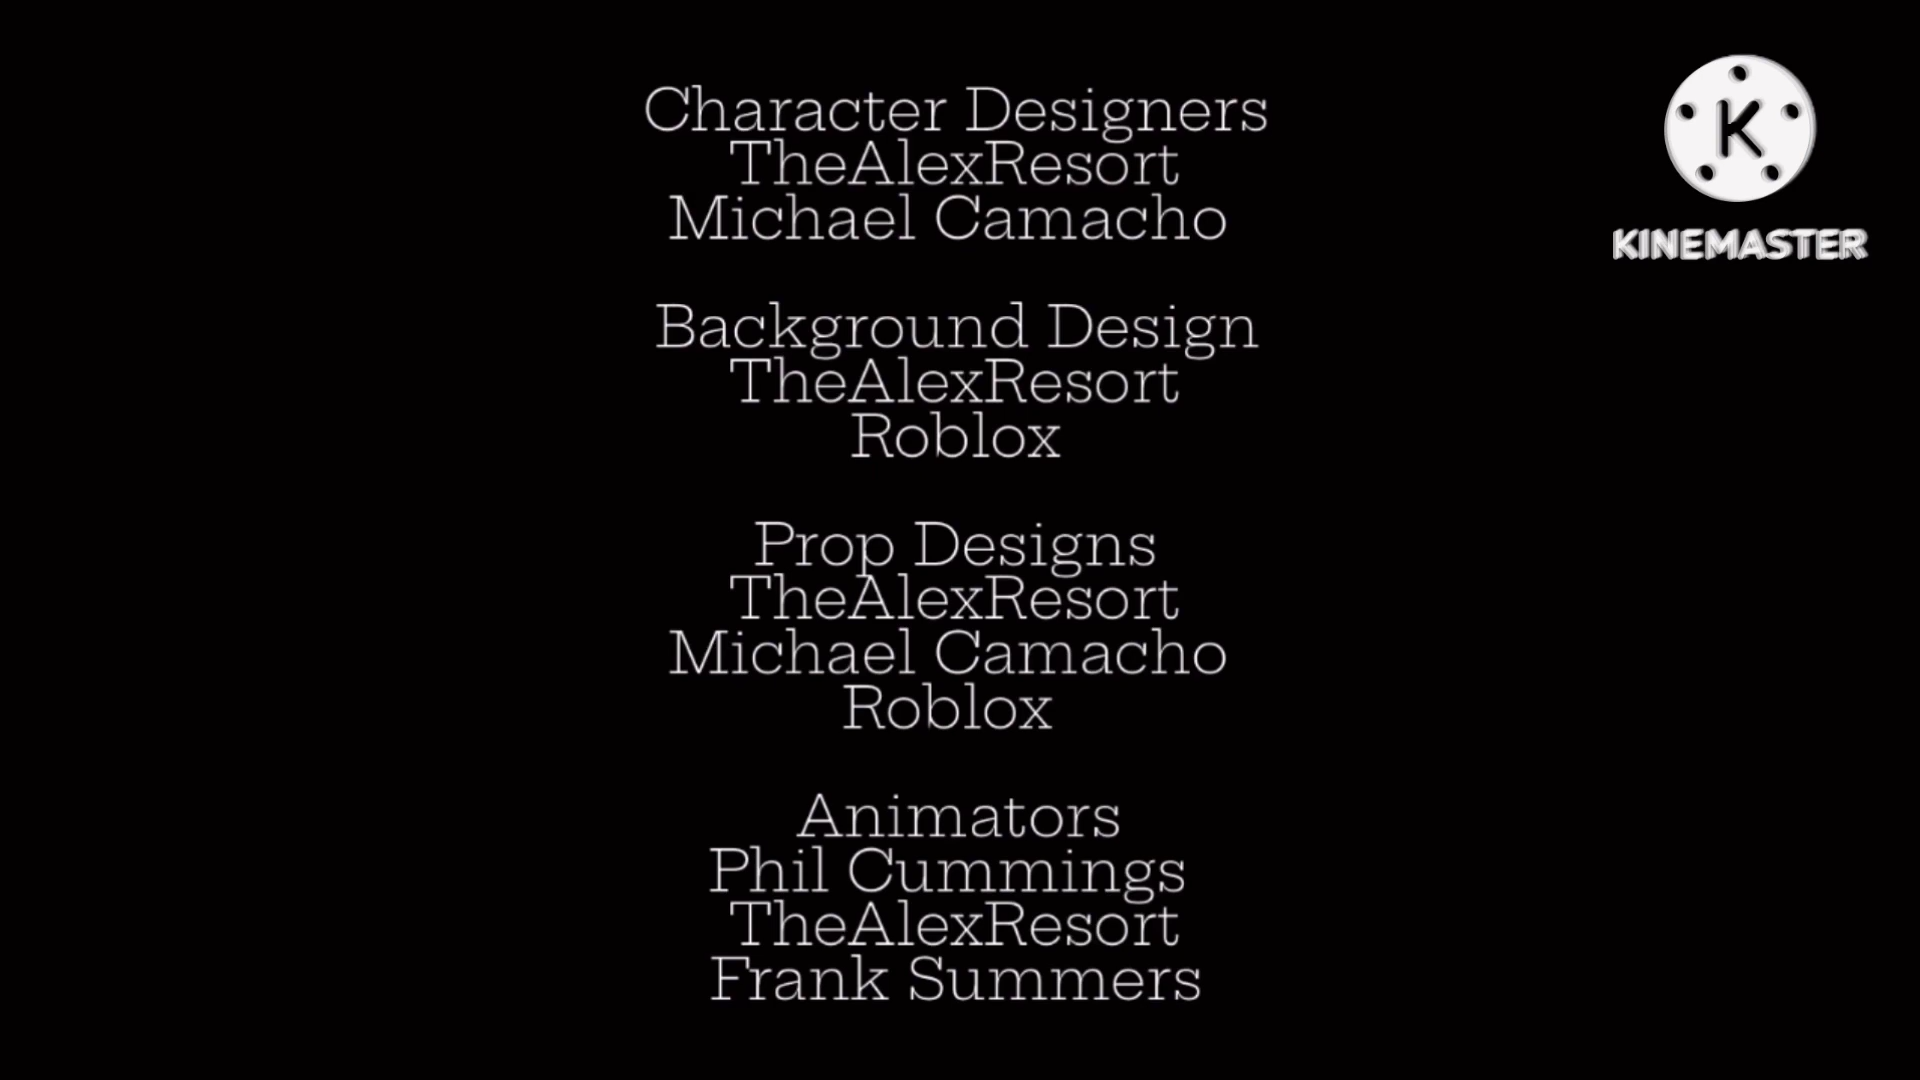 Character Designers
TheAlexResort
Michael Camacho
Background Design
TheAlexResort
Roblox
Prop Designs
TheAlexResort
Michael Camacho
Roblox
Animators
Phil Cummings
TheAlexResort
Frank Summers
K
KINEMASTER